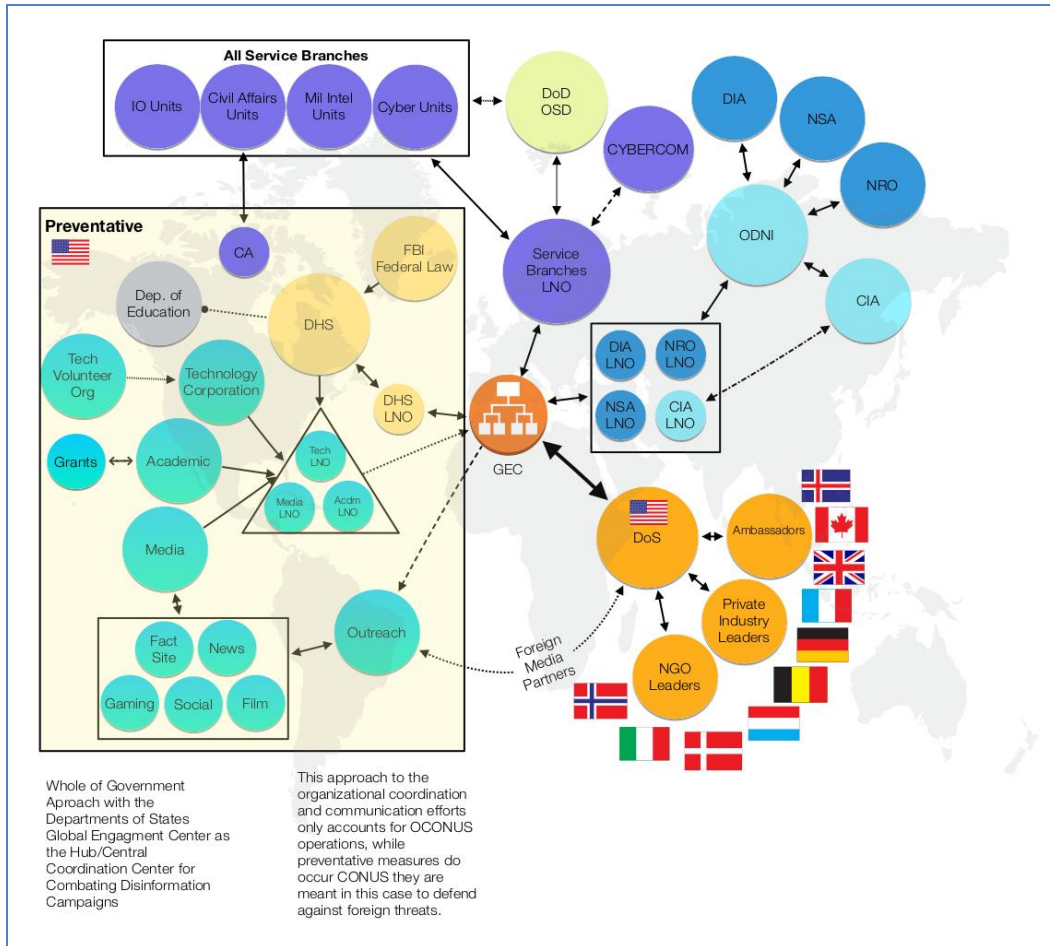 All Service Branches
IO Units
Civil Affairs
Units
Mil Intel
Units
Cyber Units
DoD
OSD
CYBERCOM
DIA
NSA
NRO
ODNI
CIA
Service
Branches
LNO
DIA
LNO
NRO
LNO
NSA
LNO
CIA
LNO
Preventative
CA
FBI
Federal Law
Dep. of
Education
DHS
Tech
Volunteer
Org
Technology
Corporation
DHS
LNO
GEC
Grants
Academic
Tech
LNO
Media
LNO
Acdm
LNO
Media
Outreach
Fact
Site
News
Gaming
Social
Film
DoS
Ambassadors
Private
Industry
Leaders
NGO
Leaders
Foreign
Media
Partners
Whole of Government
Aproach with the
Departments of States
Global Engagment Center as
the Hub/Central
Coordination Center for
Combating Disinformation
Campaigns
This approach to the
organizational coordination
and communication efforts
only accounts for OCONUS
operations, while
preventative measures do
occur CONUS they are
meant in this case to defend
against foreign threats.